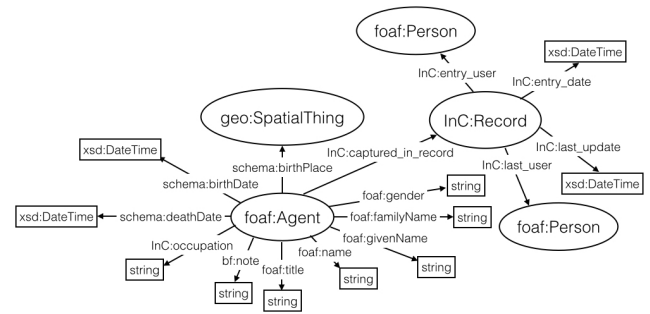 foaf:Person
xsd:DateTime
InC:entry_user
InC:entry_date
geo:SpatialThing
InC:Record
xsd:DateTime
InC:captured_in_record
InC:last_update
schema:birthPlace
InC:last_user
schema:birthDate
foaf:gender
string
xsd:DateTime
xsd:DateTime
schema:deathDate
foaf:Agent
foaf:familyName
string
foaf:Person
InC:occupation
foaf:givenName
bf:note
foaf:title
foaf:name
string
string
string
string
string